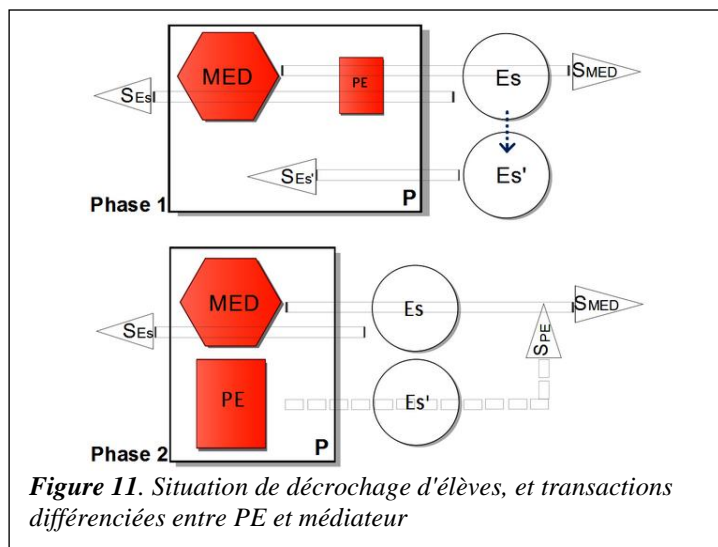 MED
PE
Es
SMED
SEs
SEs'
Es'
Phase 1
P
MED
Es
SMED
SEs
SPE
PE
Es'
Phase 2
P
Figure 11. Situation de décrochage d'élèves, et transactions
différenciées entre PE et médiateur